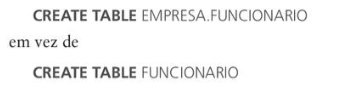 CREATE TABLE EMPRESA.FUNCIONARIO
em vez de
CREATE TABLE FUNCIONARIO